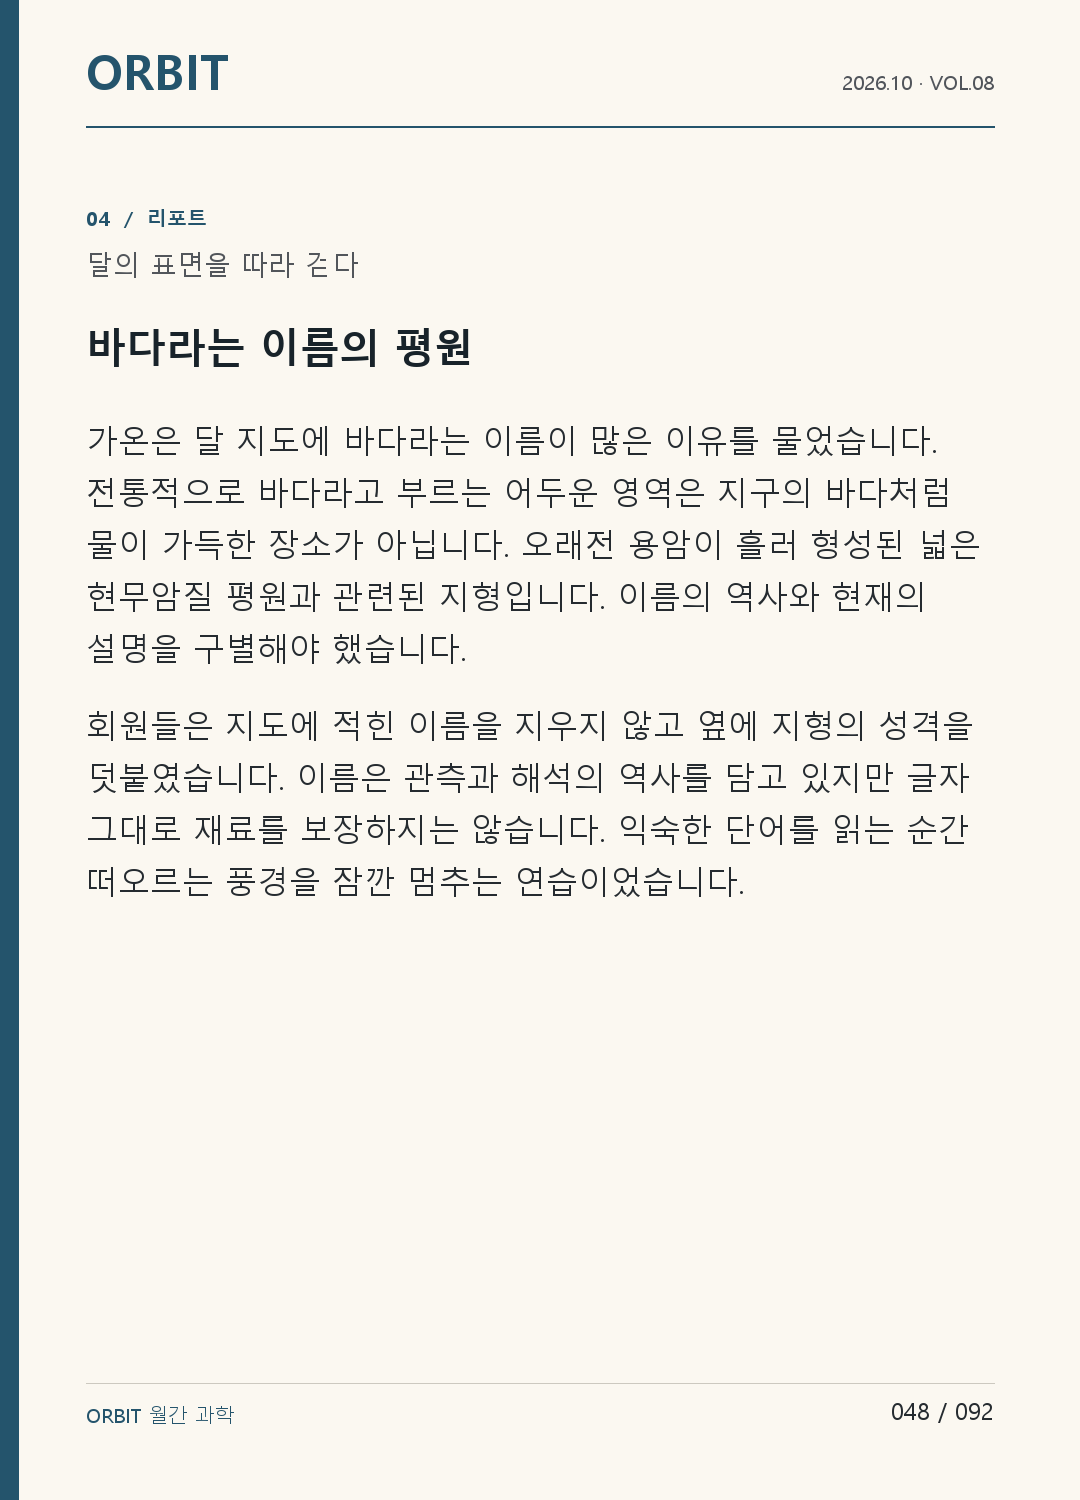 ORBIT
2026.10 · VOL.08
04 / 리포트
달의 표면을 따라 걷다
바다라는 이름의 평원
가온은 달 지도에 바다라는 이름이 많은 이유를 물었습니다.
전통적으로 바다라고 부르는 어두운 영역은 지구의 바다처럼
물이 가득한 장소가 아닙니다. 오래전 용암이 흘러 형성된 넓은
현무암질 평원과 관련된 지형입니다. 이름의 역사와 현재의
설명을 구별해야 했습니다.
회원들은 지도에 적힌 이름을 지우지 않고 옆에 지형의 성격을
덧붙였습니다. 이름은 관측과 해석의 역사를 담고 있지만 글자
그대로 재료를 보장하지는 않습니다. 익숙한 단어를 읽는 순간
떠오르는 풍경을 잠깐 멈추는 연습이었습니다.
ORBIT 월간 과학
048 / 092